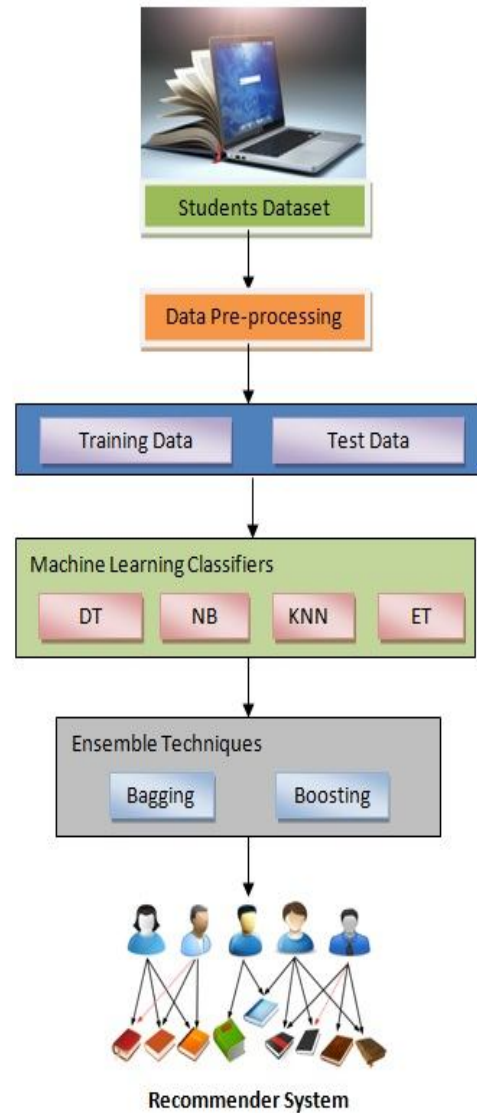 Students Dataset
Data Pre-processing
Training Data Test Data
Machine Learning Classifiers
DT NB KNN ET
Ensemble Techniques
Bagging Boosting
Recommender System